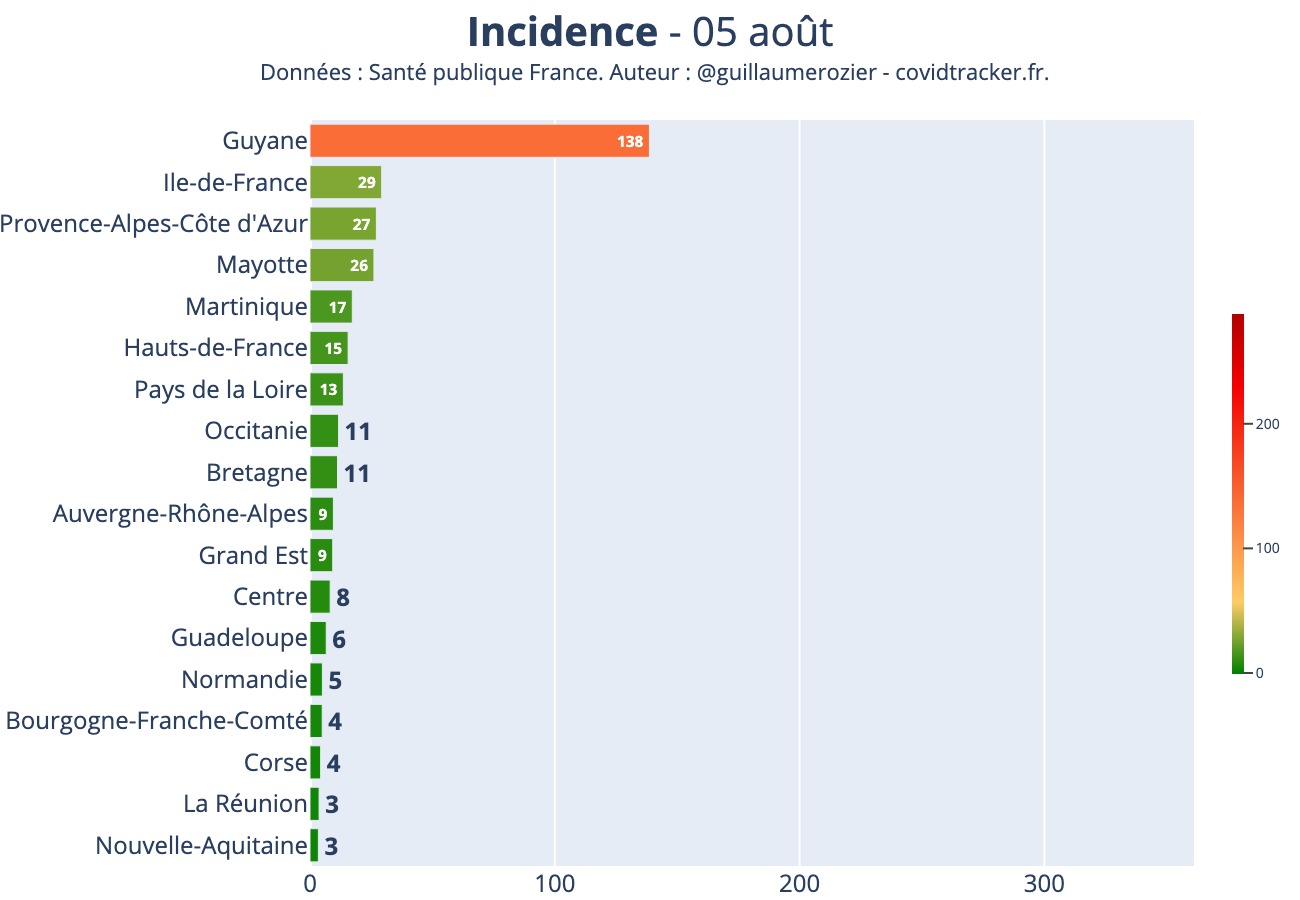 Incidence - 05 août
Données : Santé publique France. Auteur : @guillaumerozier - covidtracker.fr.
Guyane 138
Ile-de-France 29
Provence-Alpes-Côte d'Azur 27
Mayotte 26
Martinique 17
Hauts-de-France 15
Pays de la Loire 13
Occitanie 11
Bretagne 11
Auvergne-Rhône-Alpes 9
Grand Est 9
Centre 8
Guadeloupe 6
Normandie 5
Bourgogne-Franche-Comté 4
Corse 4
La Réunion 3
Nouvelle-Aquitaine 3
0 100 200 300
200
100
0